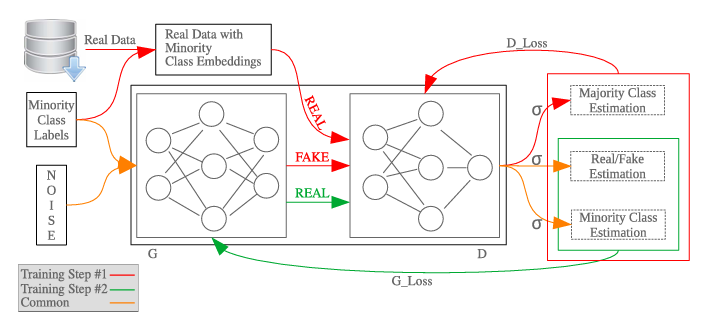 Real Data
Real Data with
Minority
Class Embeddings
D_Loss
Minority
Class
Labels
REAL
FAKE
REAL
σ
σ
σ
Majority Class
Estimation
Real/Fake
Estimation
Minority Class
Estimation
N
O
I
S
E
G
D
G_Loss
Training Step #1
Training Step #2
Common